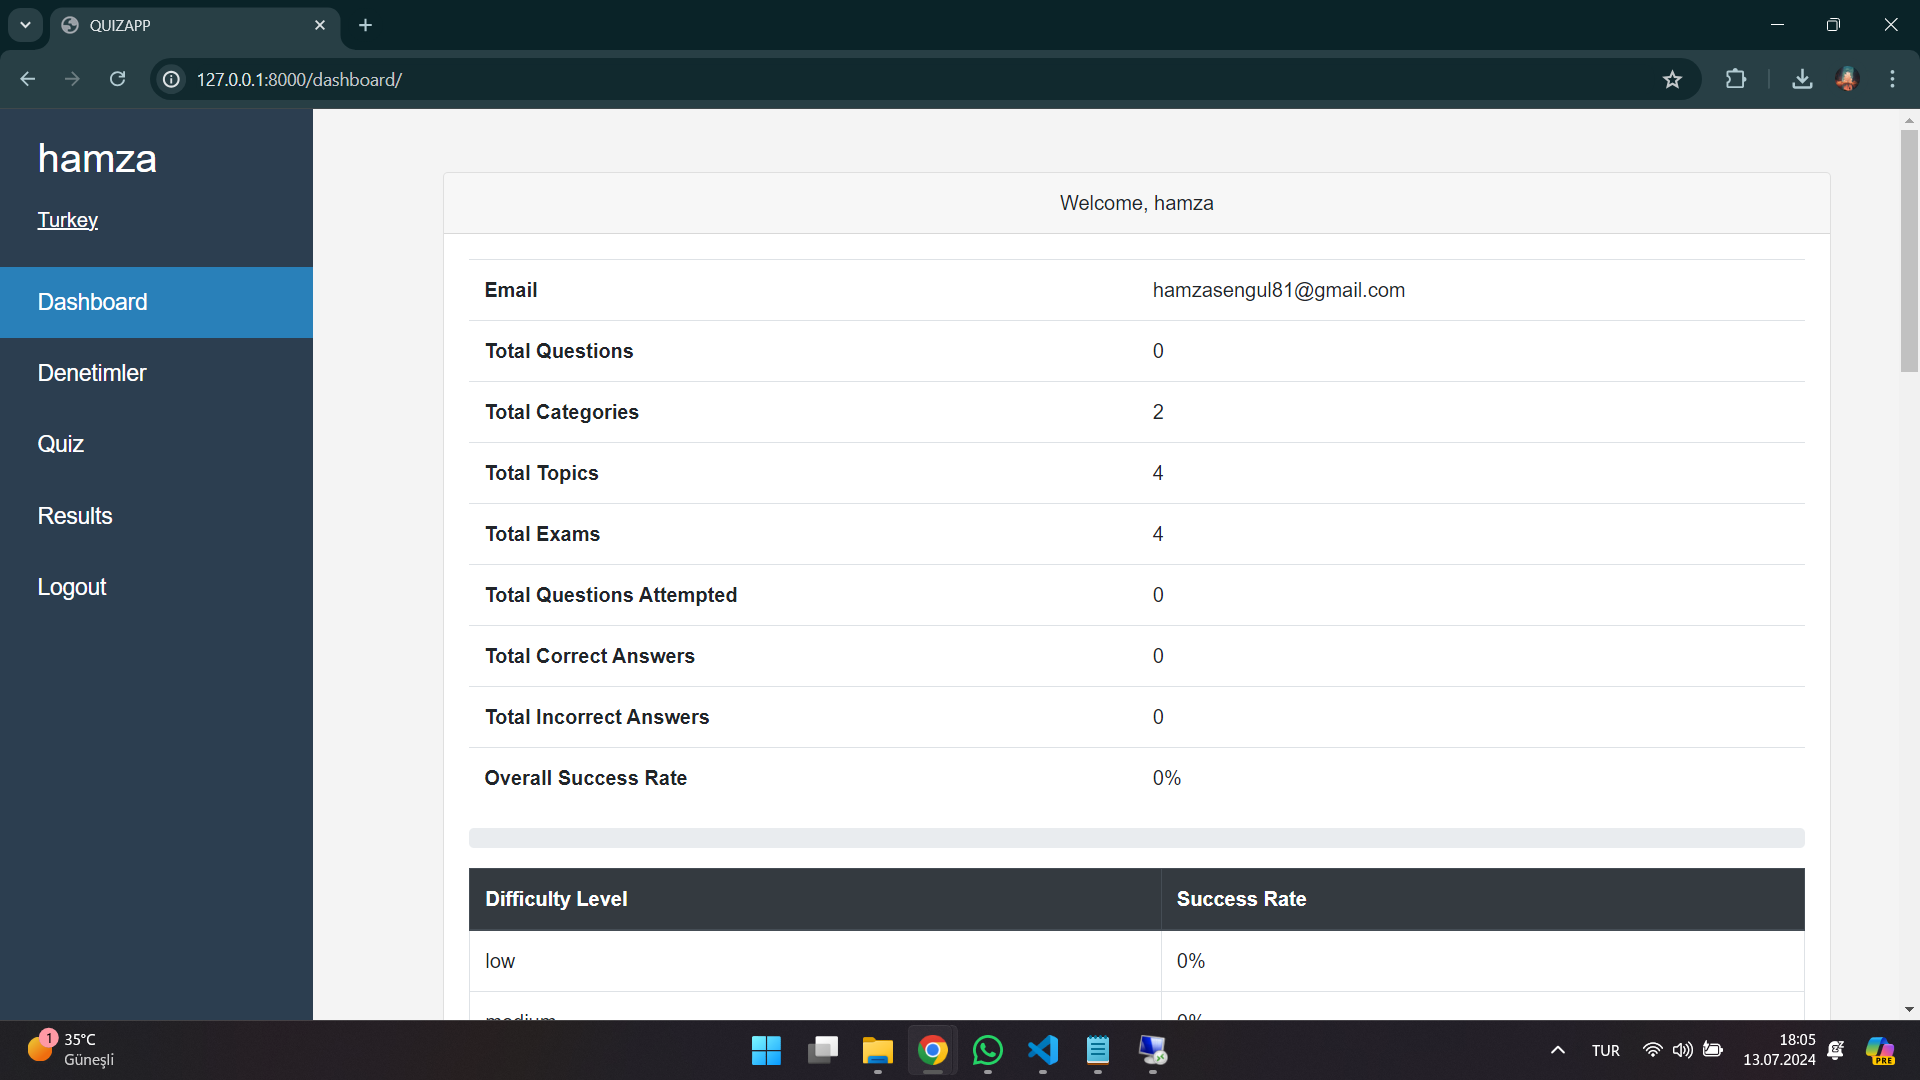 QUIZAPP
127.0.0.1:8000/dashboard/
hamza
Turkey
Dashboard
Denetimler
Quiz
Results
Logout
Welcome, hamza
Email hamzasengul81@gmail.com
Total Questions 0
Total Categories 2
Total Topics 4
Total Exams 4
Total Questions Attempted 0
Total Correct Answers 0
Total Incorrect Answers 0
Overall Success Rate 0%
Difficulty Level Success Rate
low 0%
medium 0%
1
35°C
Güneşli
TUR
18:05
13.07.2024
PRE